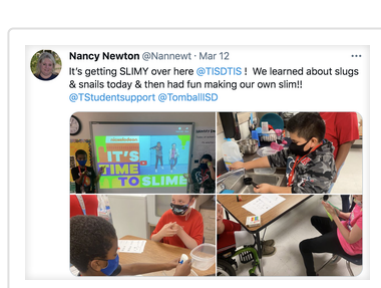 Nancy Newton @Nannewt · Mar 12
It's getting SLIMY over here @TISDTIS ! We learned about slugs
& snails today & then had fun making our own slim!!
@TStudentsupport @TomballISD
IT'S
TIME
TO SLIME